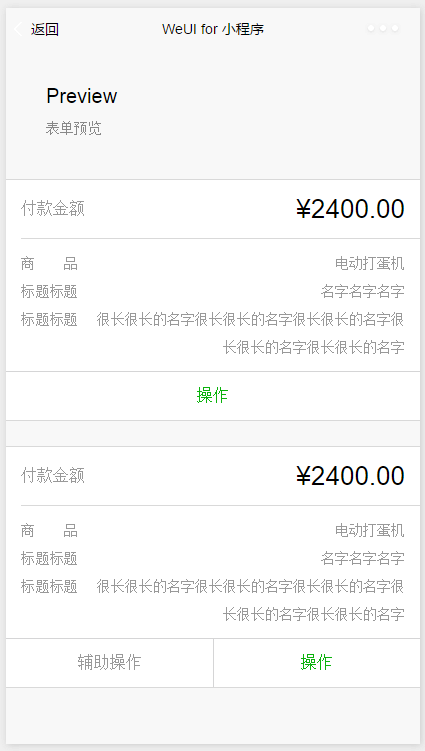 返回 WeUI for 小程序
Preview
表单预览
付款金额 ¥2400.00
商 品 电动打蛋机
标题标题 名字名字名字
标题标题 很长很长的名字很长很长的名字很长很长的名字很
长很长的名字很长很长的名字
操作
付款金额 ¥2400.00
商 品 电动打蛋机
标题标题 名字名字名字
标题标题 很长很长的名字很长很长的名字很长很长的名字很
长很长的名字很长很长的名字
辅助操作 操作